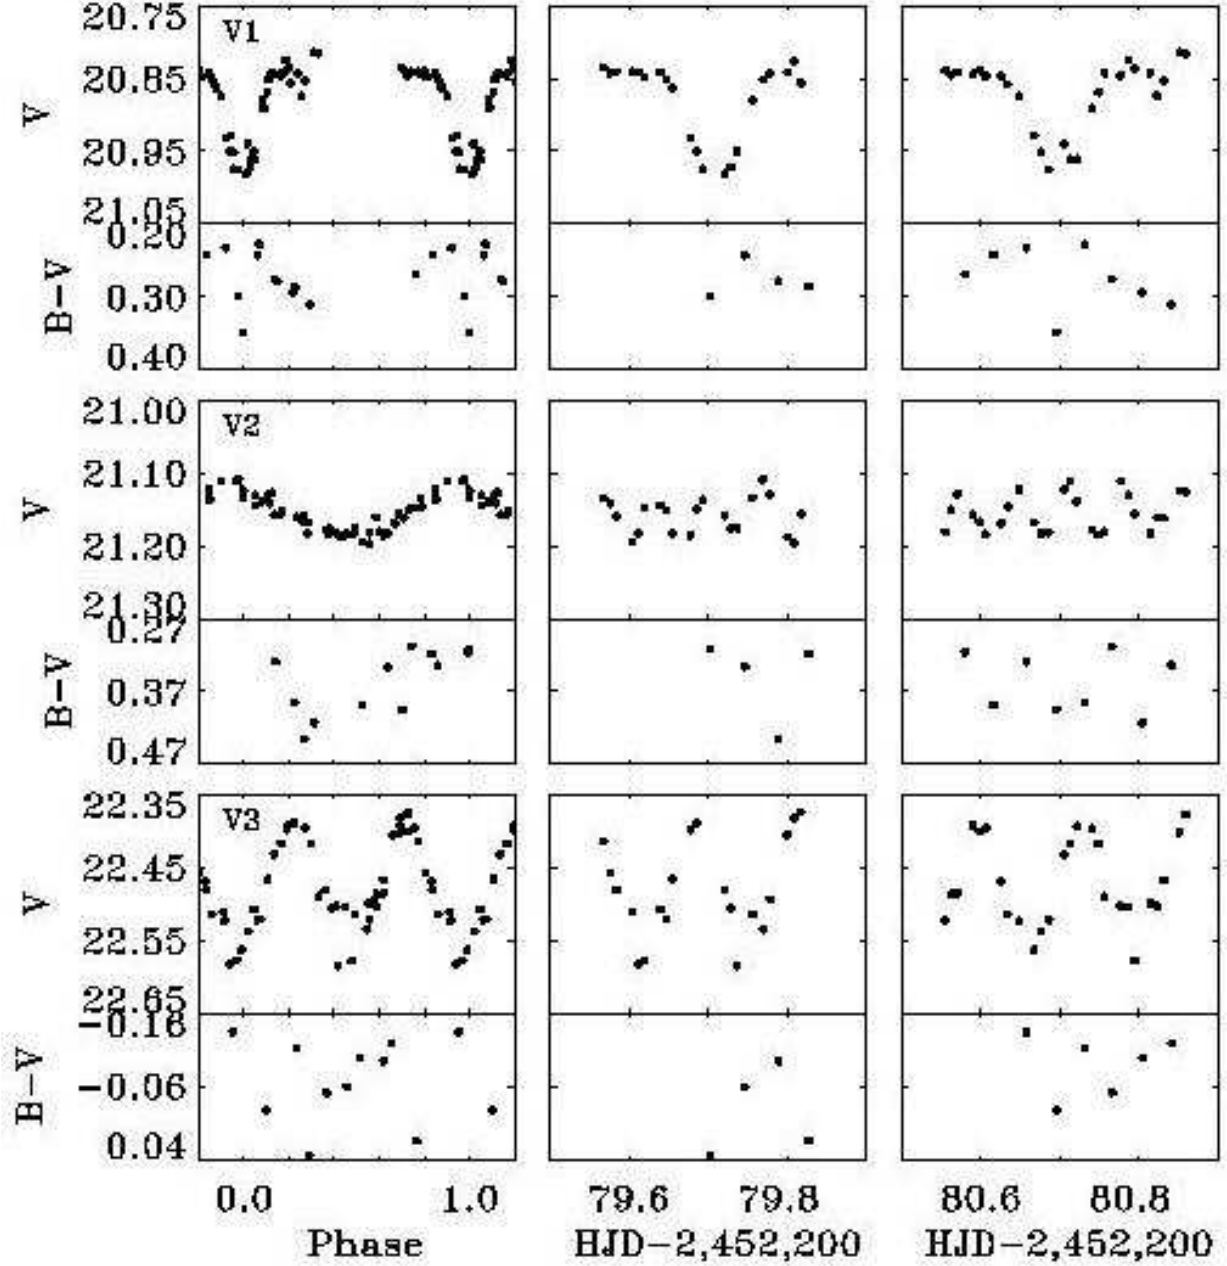 20.75
V1
20.85
V
20.95
21.05
0.20
B-V
0.30
0.40
21.00
V2
21.10
V
21.20
21.30
0.27
B-V
0.37
0.47
22.35
V3
22.45
V
22.55
22.65
-0.16
B-V
-0.06
0.04
0.0 1.0 79.6 79.8 80.6 80.8
Phase HJD-2,452,200 HJD-2,452,200